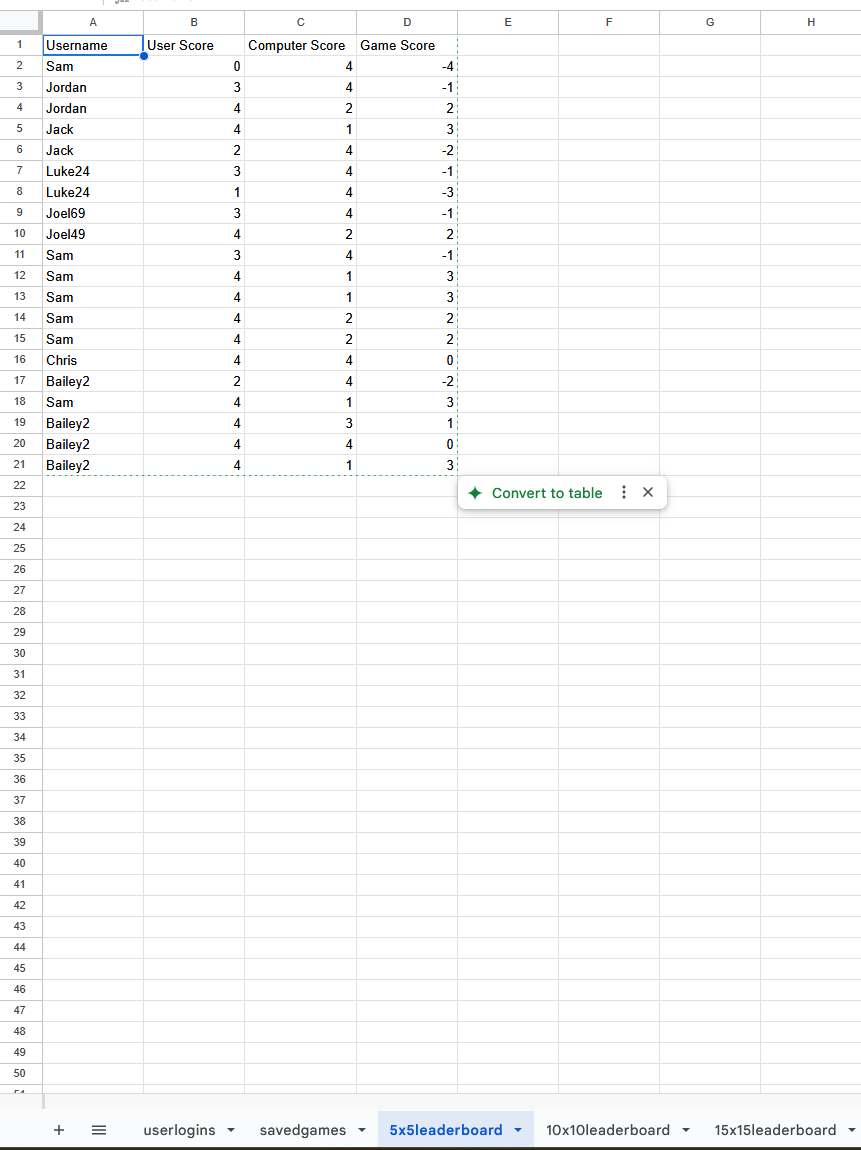 A B C D E F G H
1 Username User Score Computer Score Game Score
2 Sam 0 4 -4
3 Jordan 3 4 -1
4 Jordan 4 2 2
5 Jack 4 1 3
6 Jack 2 4 -2
7 Luke24 3 4 -1
8 Luke24 1 4 -3
9 Joel69 3 4 -1
10 Joel49 4 2 2
11 Sam 3 4 -1
12 Sam 4 1 3
13 Sam 4 1 3
14 Sam 4 2 2
15 Sam 4 2 2
16 Chris 4 4 0
17 Bailey2 2 4 -2
18 Sam 4 1 3
19 Bailey2 4 3 1
20 Bailey2 4 4 0
21 Bailey2 4 1 3
22
Convert to table
23
24
25
26
27
28
29
30
31
32
33
34
35
36
37
38
39
40
41
42
43
44
45
46
47
48
49
50
userlogins savedgames 5x5leaderboard 10x10leaderboard 15x15leaderboard